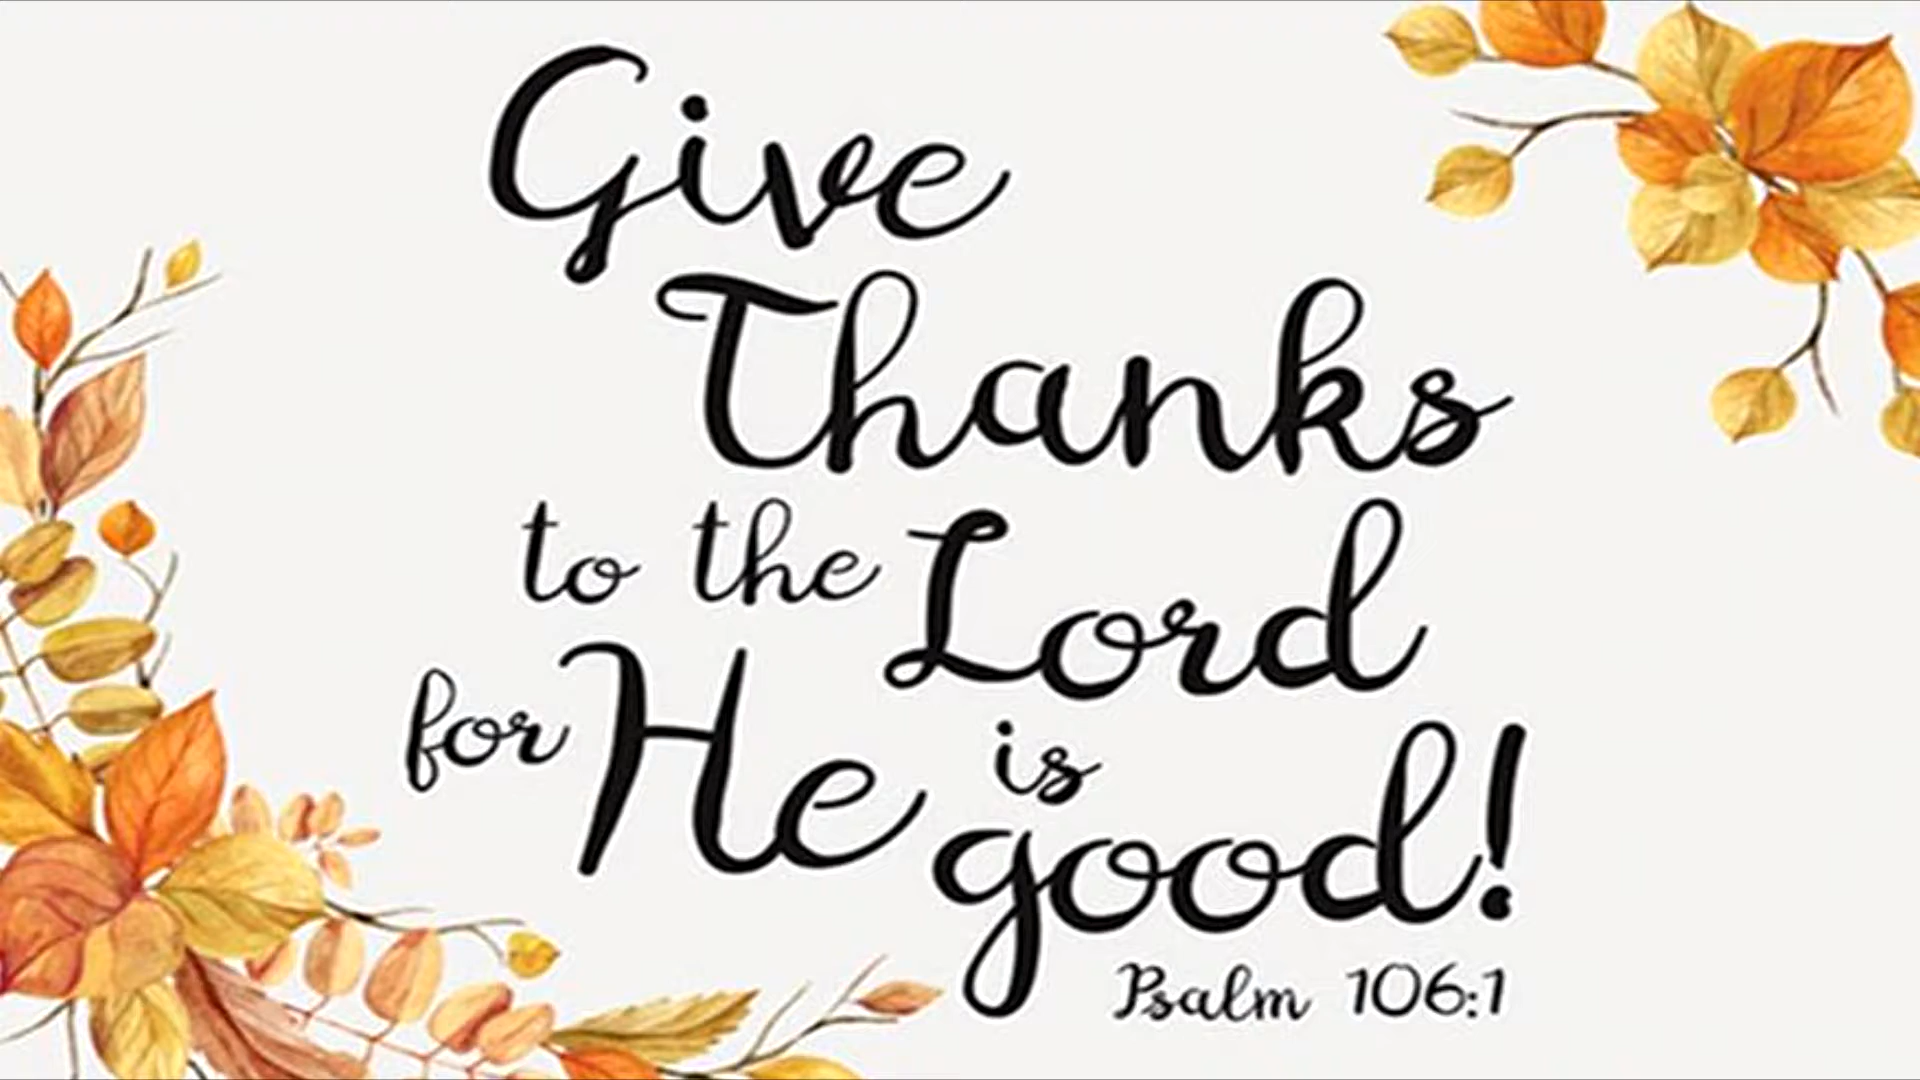 Give
Thanks
to the Lord
for He is
good!
Psalm 106:1